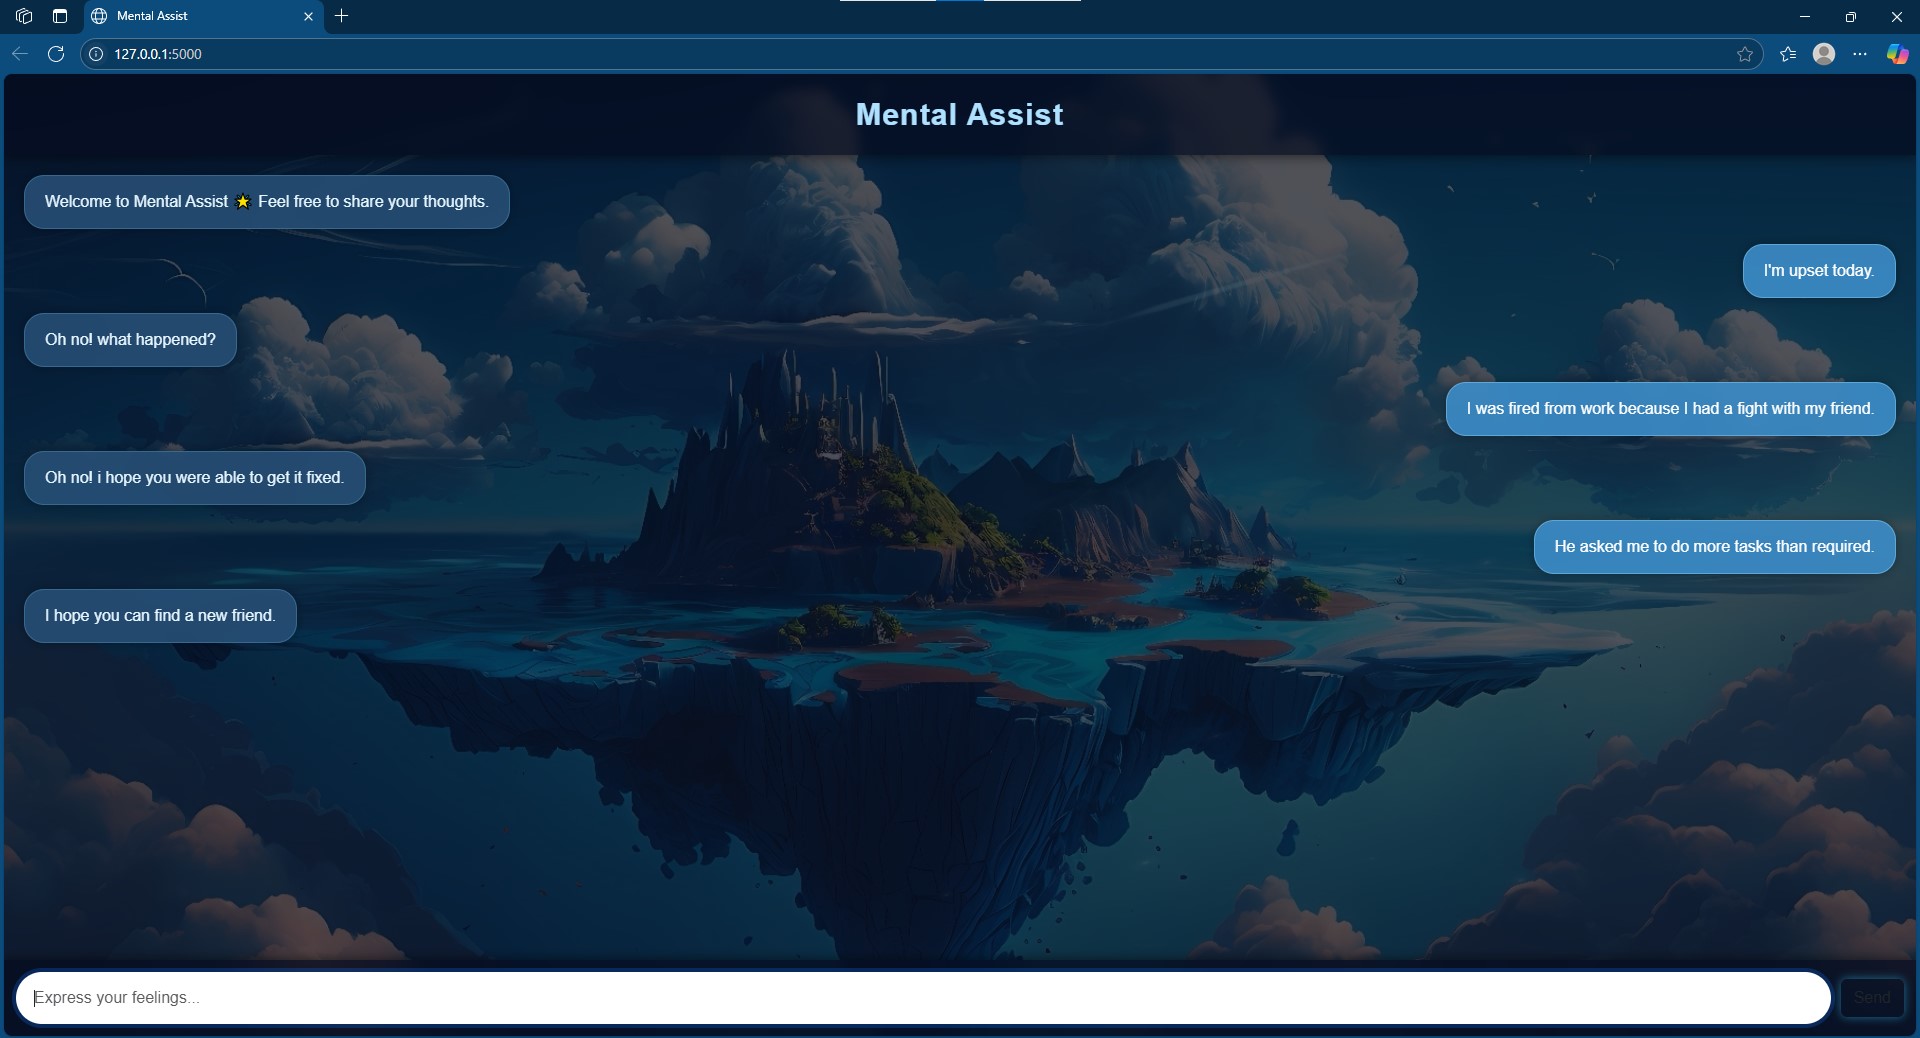 Mental Assist
127.0.0.1:5000
Mental Assist
Welcome to Mental Assist 🌟 Feel free to share your thoughts.
I'm upset today.
Oh no! what happened?
I was fired from work because I had a fight with my friend.
Oh no! i hope you were able to get it fixed.
He asked me to do more tasks than required.
I hope you can find a new friend.
Express your feelings...
Send